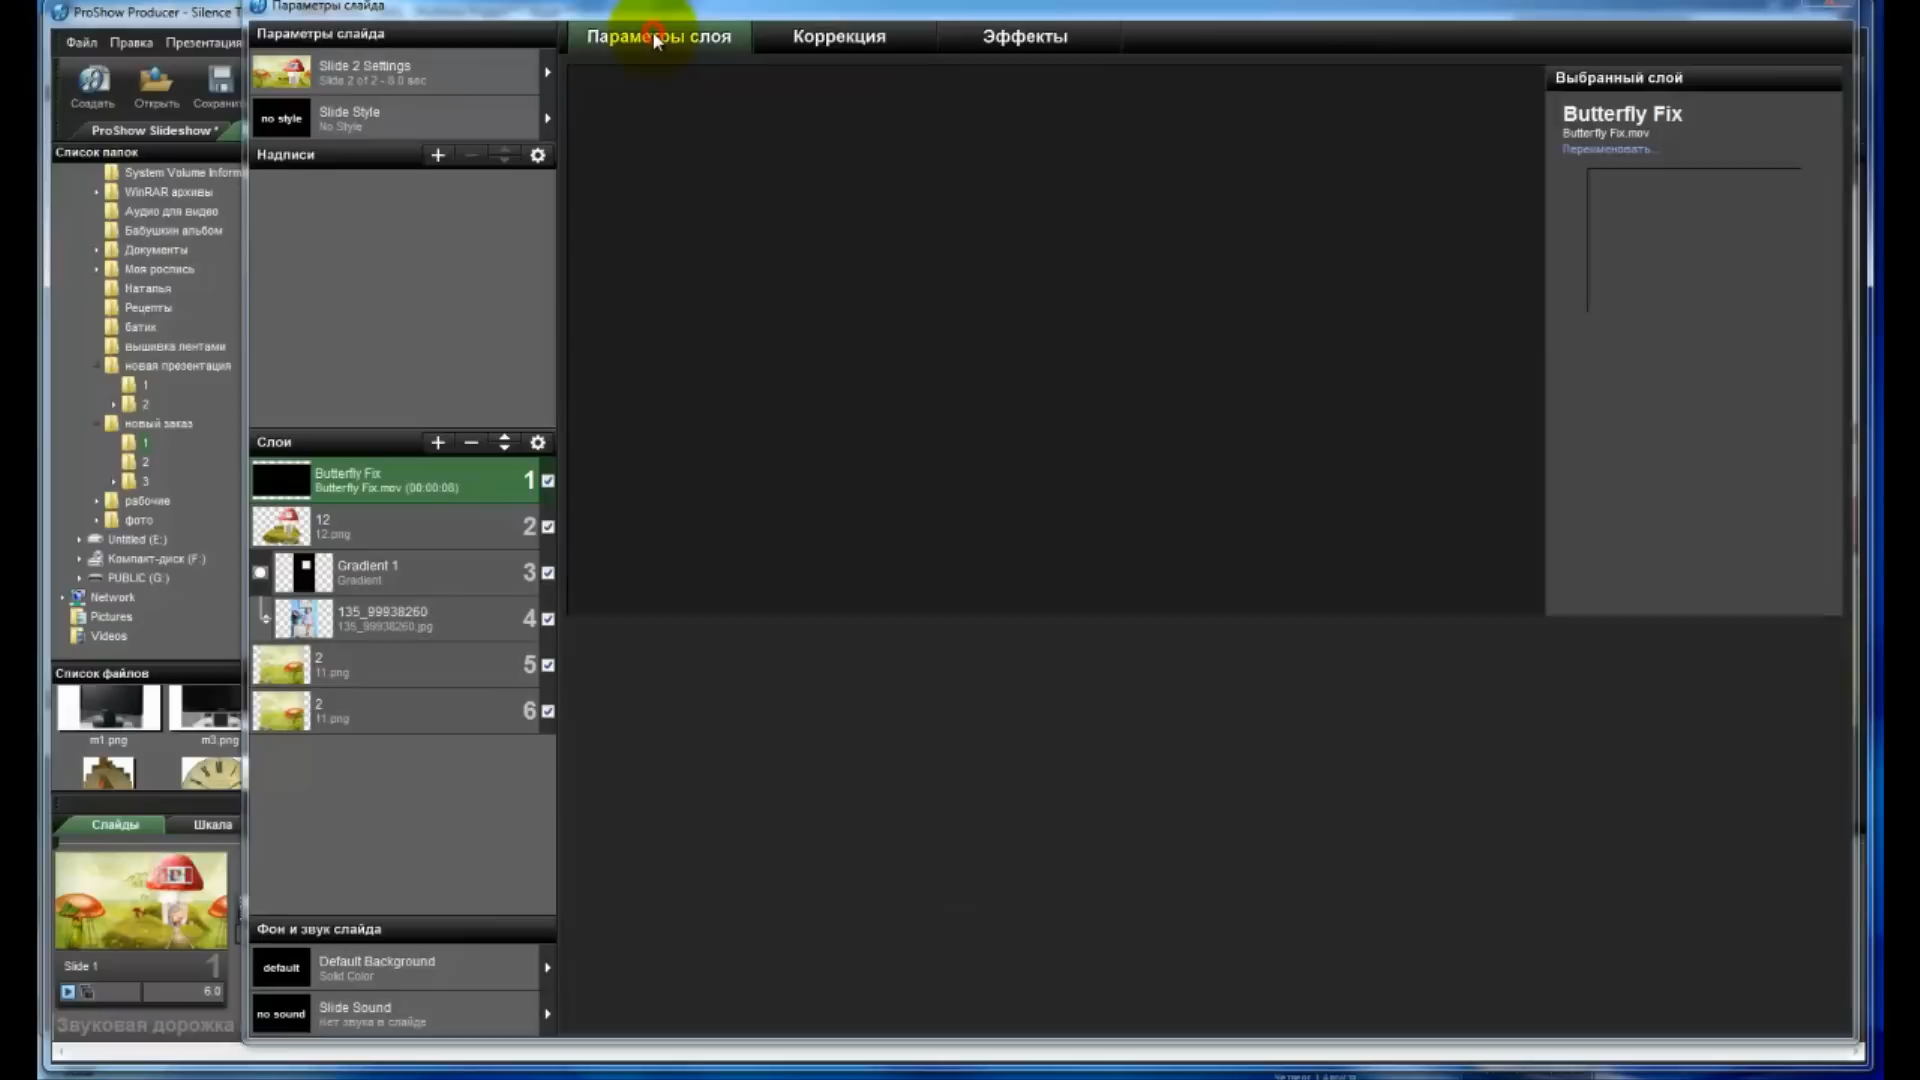 ProShow Producer - Silence T
Файл Правка Презентация
Создать Открыть Сохранит
ProShow Slideshow *
Список папок
System Volume Inform
WinRAR архивы
Аудио для видео
Бабушкин альбом
Документы
Моя роспись
Наталья
Рецепты
батик
вышивка лентами
новая презентация
1
2
новый заказ
1
2
3
рабочие
фото
Untitled (E:)
Компакт-диск (F:)
PUBLIC (G:)
Network
Pictures
Videos
Список файлов
m1.png m3.png
Слайды Шкала
Slide 1 1
6.0
Звуковая дорожка
Параметры слайда
Параметры слайда
Slide 2 Settings
Slide 2 of 2 - 8.0 sec
no style
Slide Style
No Style
Надписи
Слои
Butterfly Fix
Butterfly Fix.mov (00:00:08)
1
12
12.png
2
Gradient 1
Gradient
3
135_99938260
135_99938260.jpg
4
2
11.png
5
2
11.png
6
Фон и звук слайда
default
Default Background
Solid Color
no sound
Slide Sound
Нет звука в слайде
Параметры слоя Коррекция Эффекты
Выбранный слой
Butterfly Fix
Butterfly Fix.mov
Переименовать...